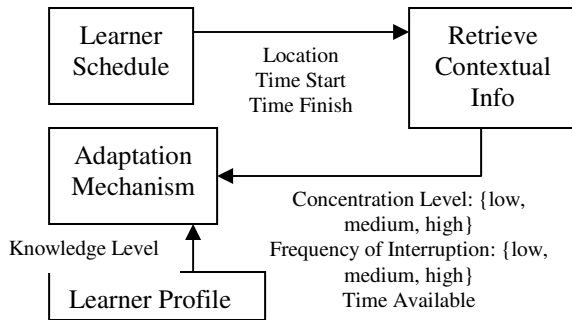 Learner
Schedule
Location
Time Start
Time Finish
Retrieve
Contextual
Info
Adaptation
Mechanism
Concentration Level: {low,
medium, high}
Frequency of Interruption: {low,
medium, high}
Time Available
Knowledge Level
Learner Profile